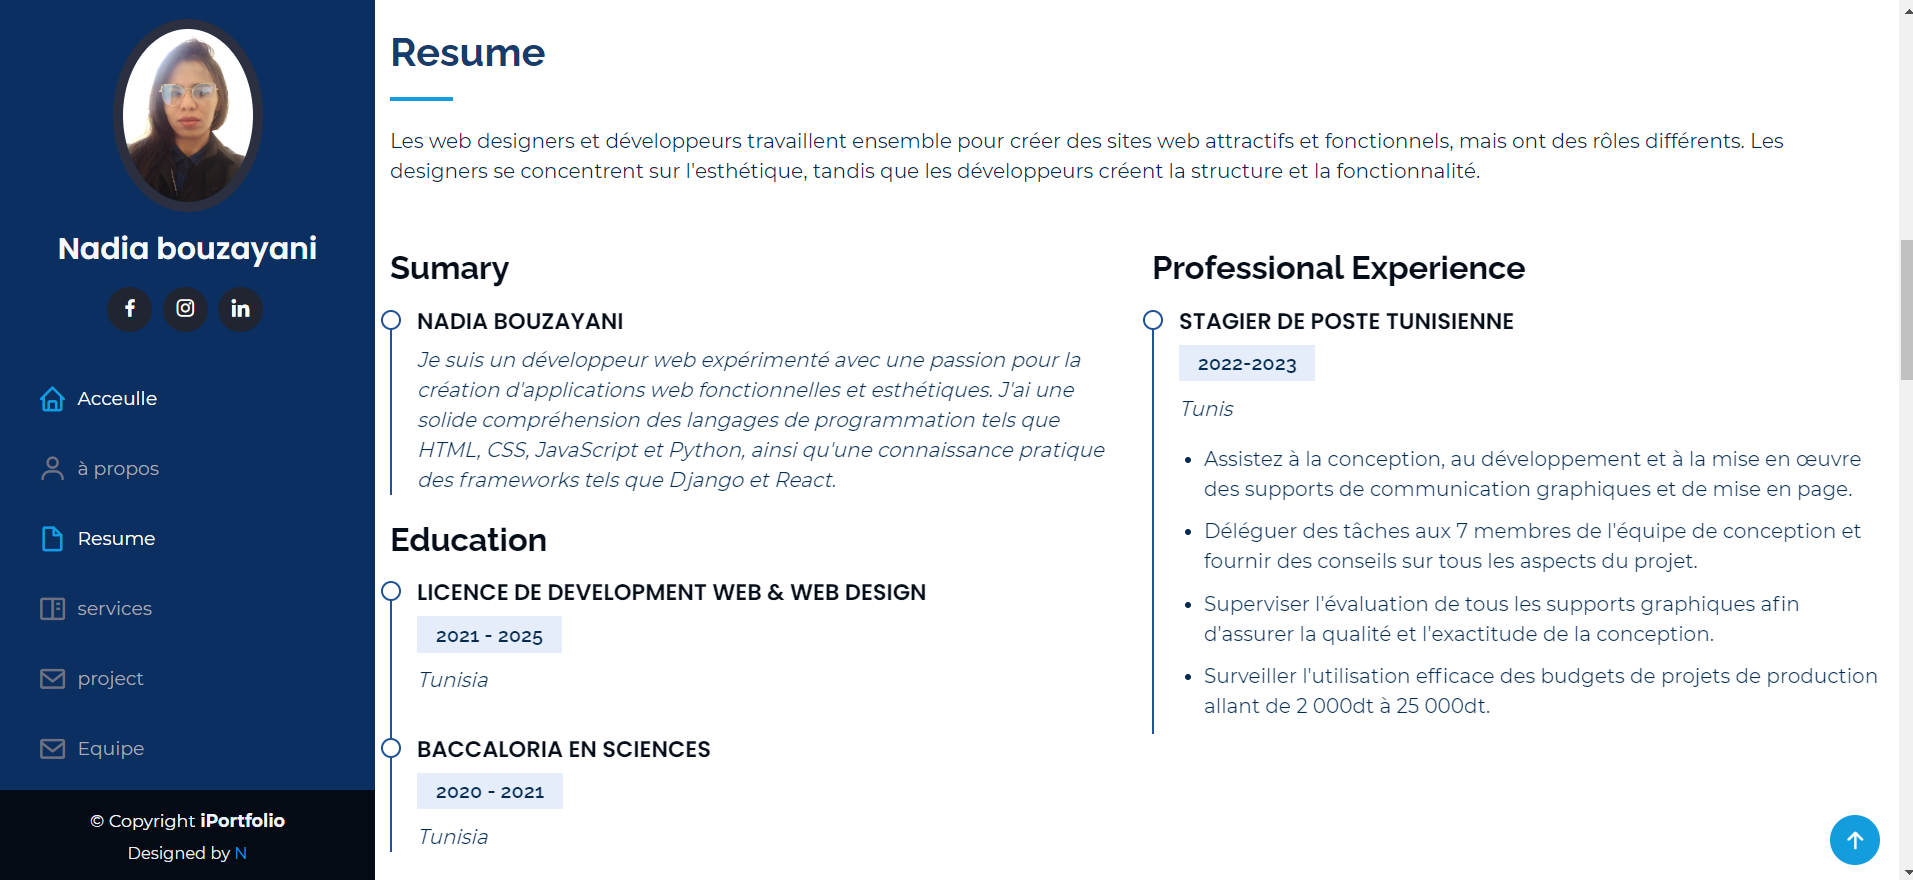 Nadia bouzayani
Acceulle
à propos
Resume
services
project
Equipe
© Copyright iPortfolio
Designed by N
Resume
Les web designers et développeurs travaillent ensemble pour créer des sites web attractifs et fonctionnels, mais ont des rôles différents. Les
designers se concentrent sur l'esthétique, tandis que les développeurs créent la structure et la fonctionnalité.
Sumary
NADIA BOUZAYANI
Je suis un développeur web expérimenté avec une passion pour la
création d'applications web fonctionnelles et esthétiques. J'ai une
solide compréhension des langages de programmation tels que
HTML, CSS, JavaScript et Python, ainsi qu'une connaissance pratique
des frameworks tels que Django et React.
Education
LICENCE DE DEVELOPMENT WEB & WEB DESIGN
2021 - 2025
Tunisia
BACCALORIA EN SCIENCES
2020 - 2021
Tunisia
Professional Experience
STAGIER DE POSTE TUNISIENNE
2022-2023
Tunis
• Assistez à la conception, au développement et à la mise en œuvre
des supports de communication graphiques et de mise en page.
• Déléguer des tâches aux 7 membres de l'équipe de conception et
fournir des conseils sur tous les aspects du projet.
• Superviser l'évaluation de tous les supports graphiques afin
d'assurer la qualité et l'exactitude de la conception.
• Surveiller l'utilisation efficace des budgets de projets de production
allant de 2 000dt à 25 000dt.